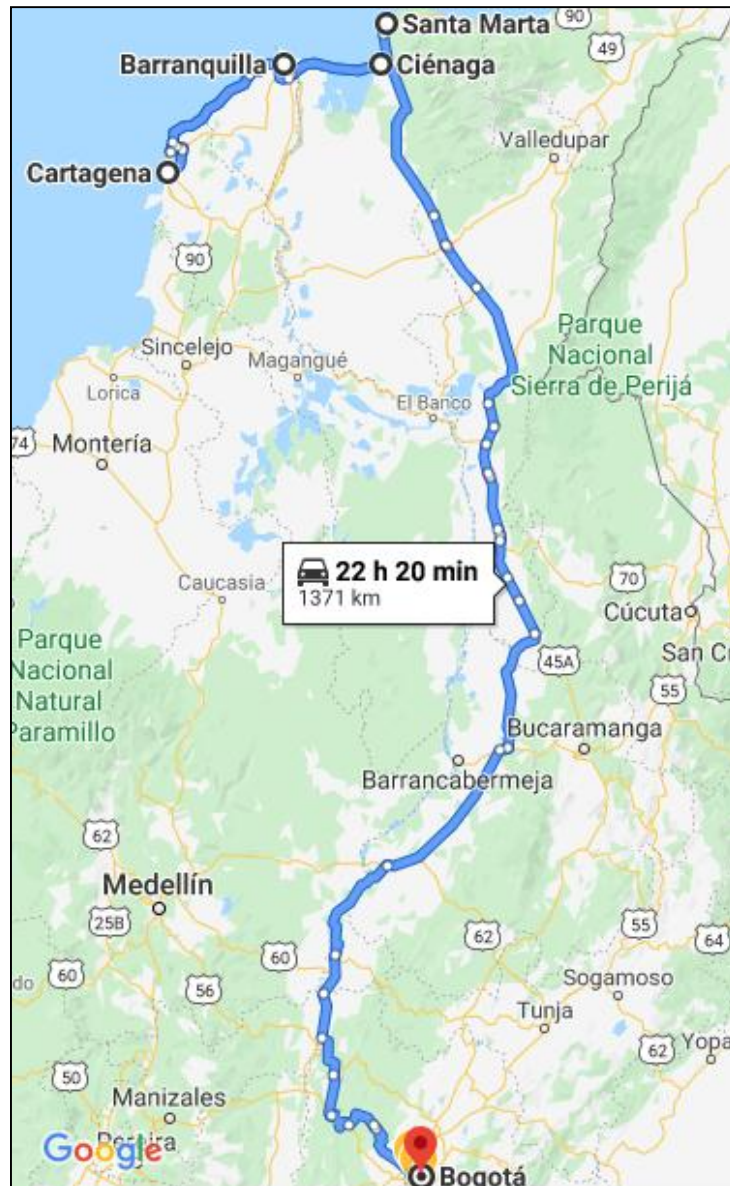 Santa Marta
90
49
Barranquilla
Ciénaga
Valledupar
Cartagena
90
Parque
Nacional
Sierra de Perijá
Sincelejo
Magangué
Lorica
El Banco
74
Montería
22 h 20 min
1371 km
70
Caucasia
Cúcuta
Parque
Nacional
Natural
Paramillo
45A
San Cr
55
Bucaramanga
Barrancabermeja
62
Medellín
25B
62
55
64
60
60
do
56
Sogamoso
Tunja
Yopa
62
50
Manizales
Google
Pereira
Bogotá